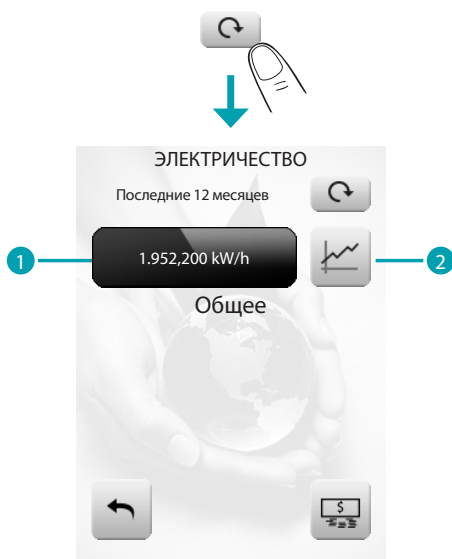 ЭЛЕКТРИЧЕСТВО
Последние 12 месяцев
1
1.952,200 kW/h
2
Общее
$